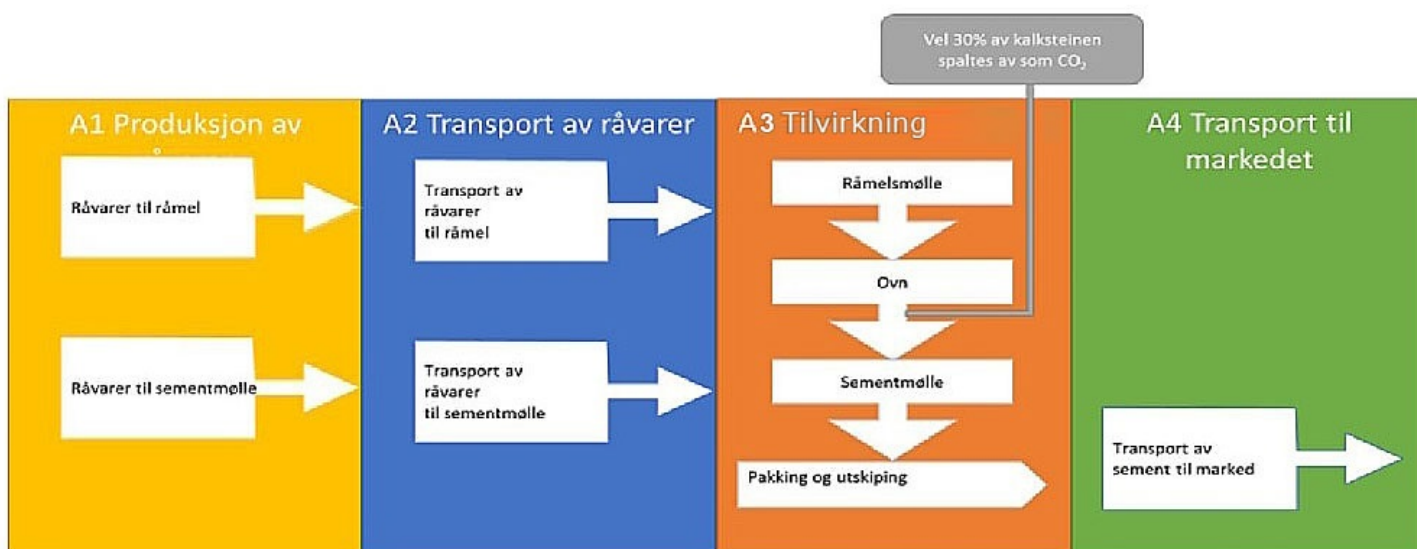 Vel 30% av kalksteinen
spaltes av som CO₂
A1 Produksjon av
Råvarer til råmel
Råvarer til sementmølle
A2 Transport av råvarer
Transport av
råvarer
til råmel
Transport av
råvarer
til sementmølle
A3 Tilvirkning
Råmelsmølle
Ovn
Sementmølle
Pakking og utskiping
A4 Transport til
markedet
Transport av
sement til marked